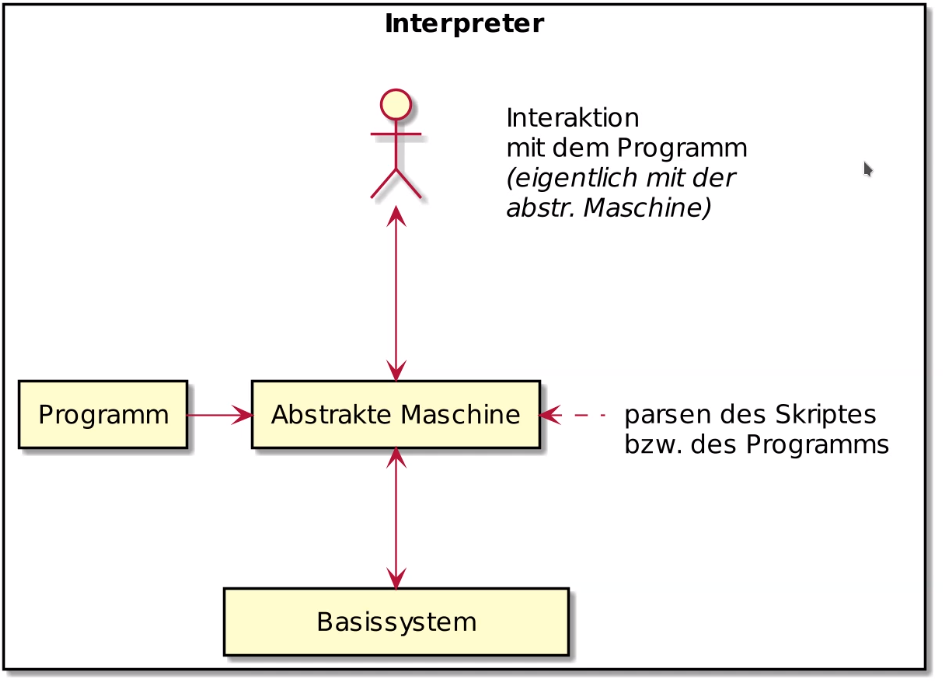 Interpreter
Interaktion
mit dem Programm
(eigentlich mit der
abstr. Maschine)
Programm
Abstrakte Maschine
parsen des Skriptes
bzw. des Programms
Basissystem